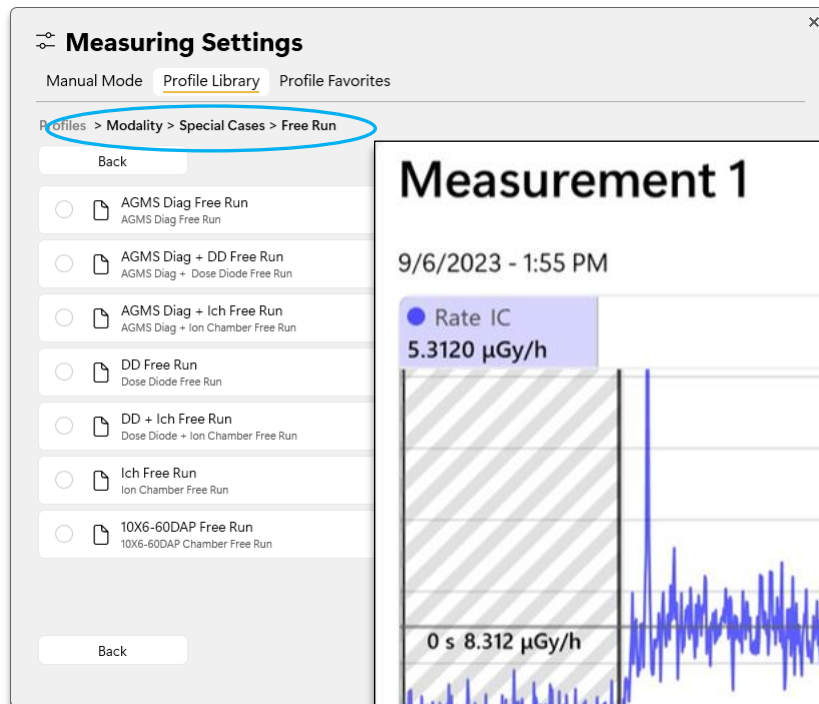 Measuring Settings
Manual Mode Profile Library Profile Favorites
Profiles > Modality > Special Cases > Free Run
Back
AGMS Diag Free Run
AGMS Diag Free Run
AGMS Diag + DD Free Run
AGMS Diag + Dose Diode Free Run
AGMS Diag + Ich Free Run
AGMS Diag + Ion Chamber Free Run
DD Free Run
Dose Diode Free Run
DD + Ich Free Run
Dose Diode + Ion Chamber Free Run
Ich Free Run
Ion Chamber Free Run
10X6-60DAP Free Run
10X6-60DAP Chamber Free Run
Back
Measurement 1
9/6/2023 - 1:55 PM
Rate IC
5.3120 µGy/h
0 s 8.312 µGy/h